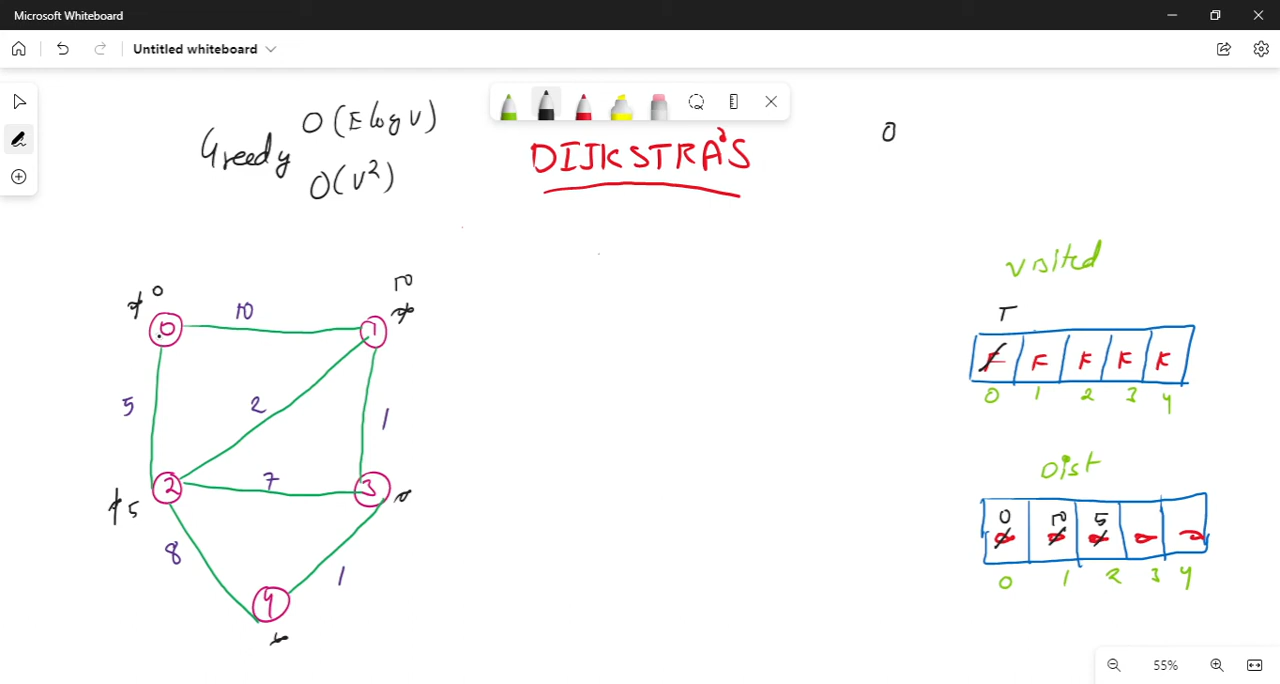 Microsoft Whiteboard
Untitled whiteboard
Greedy
O(E log V)
O(V²)
DIJKSTRA'S
0
Visited
T
F F F F F
0 1 2 3 4
Dist
0 10 5
∞ ∞ ∞ ∞ ∞
0 1 2 3 4
∞ 0
10
∞
0
10
1
5
2
1
2
7
3
∞
∞ 5
8
1
4
∞
55%